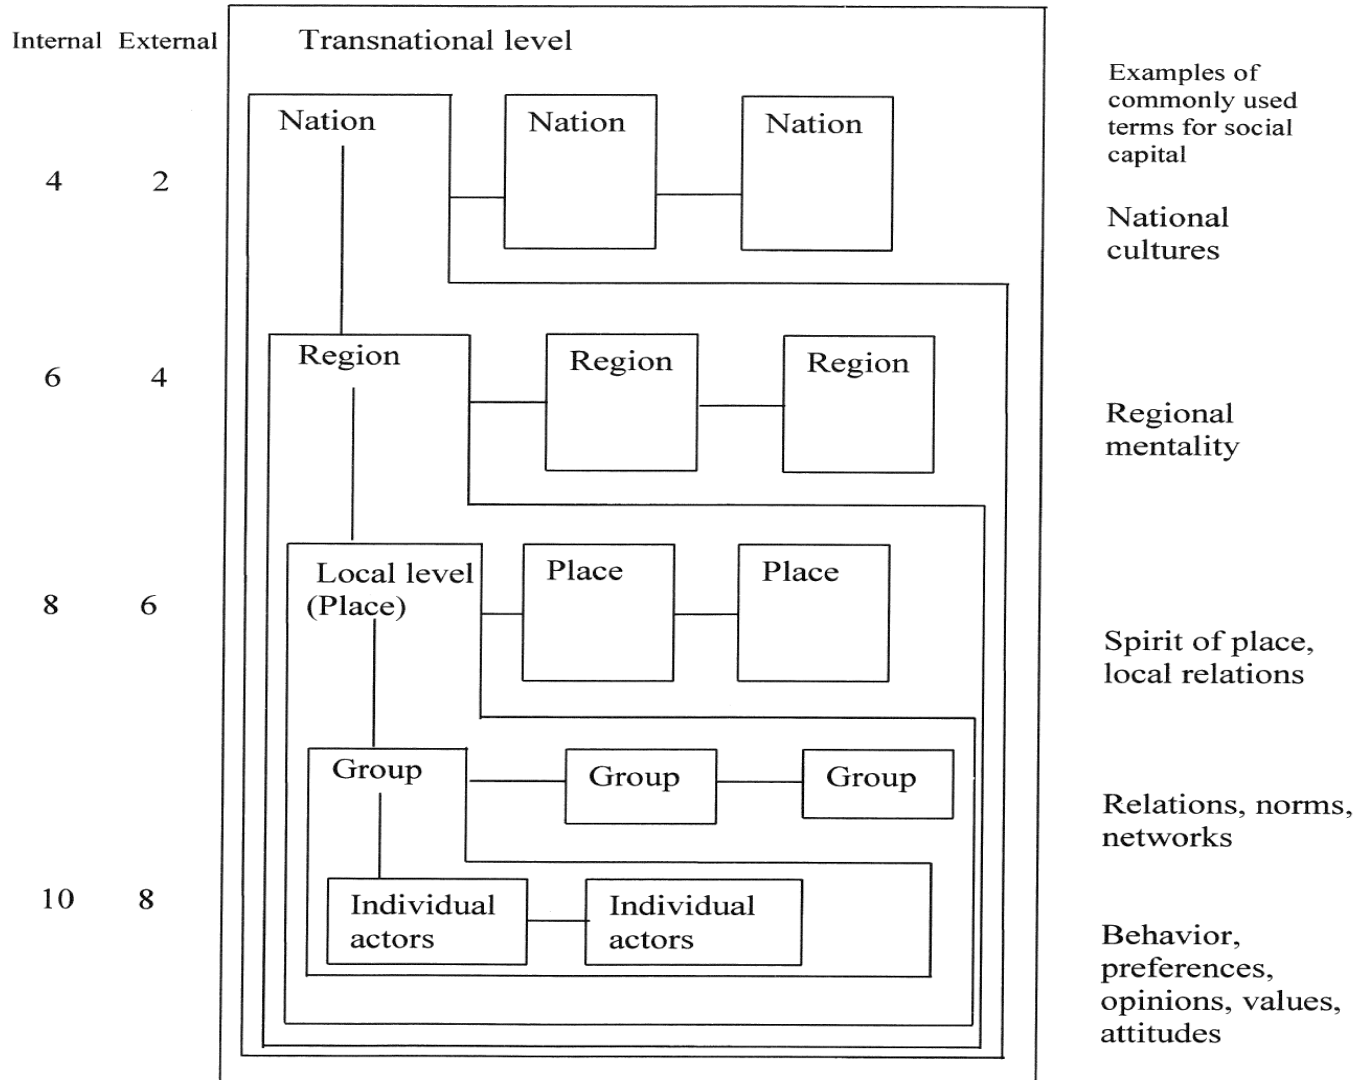 Internal External
Transnational level
Examples of
commonly used
terms for social
capital
Nation
Nation
Nation
4 2
National
cultures
Region
Region
Region
6 4
Regional
mentality
Local level
(Place)
Place
Place
8 6
Spirit of place,
local relations
Group
Group
Group
Relations, norms,
networks
10 8
Individual
actors
Individual
actors
Behavior,
preferences,
opinions, values,
attitudes